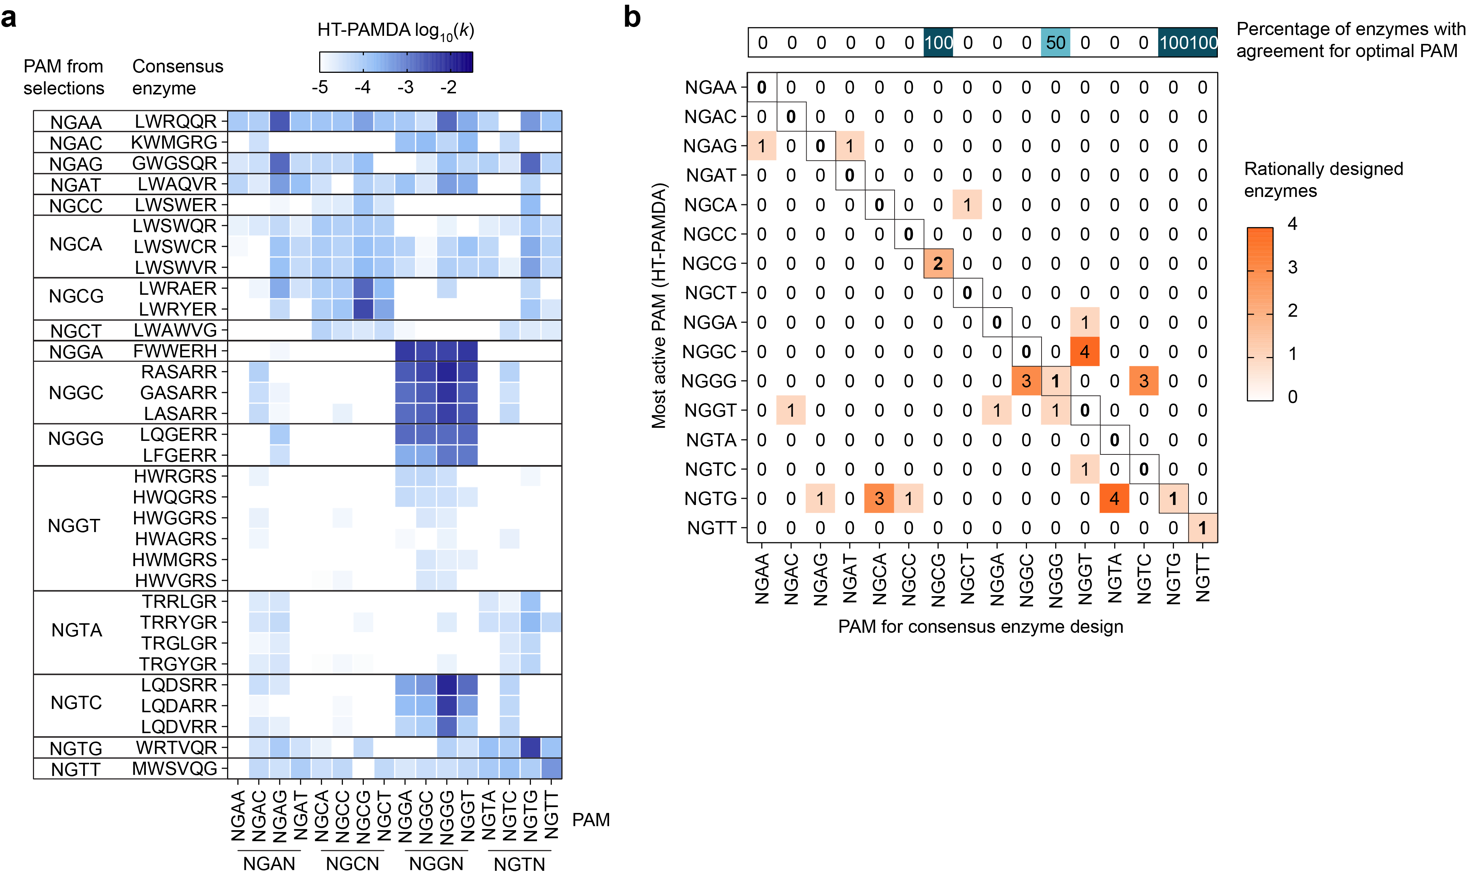 a
HT-PAMDA log10(k)
-5 -4 -3 -2
PAM from selections
Consensus enzyme
NGAA LWRQQR
NGAC KWMGRG
NGAG GWGSQR
NGAT LWAQVR
NGCC LWSWER
NGCA LWSWQR
LWSWCR
LWSWVR
NGCG LWRAER
LWRYER
NGCT LWAWVG
NGGA FWWERH
NGGC RASARR
GASARR
LASARR
NGGG LQGERR
LFGERR
NGGT HWRGRS
HWQGRS
HWGGRS
HWAGRS
HWMGRS
HWVGRS
NGTA TRRLGR
TRRYGR
TRGLGR
TRGYGR
NGTC LQDSRR
LQDARR
LQDVRR
NGTG WRTVQR
NGTT MWSVQG
NGAA NGAC NGAG NGAT NGCA NGCC NGCG NGCT NGGA NGGC NGGG NGGT NGTA NGTC NGTG NGTT
PAM
NGAN NGCN NGGN NGTN
b
0 0 0 0 0 0 100 0 0 0 50 0 0 0 100 100
Percentage of enzymes with
agreement for optimal PAM
Most active PAM (HT-PAMDA)
NGAA 0 0 0 0 0 0 0 0 0 0 0 0 0 0 0 0
NGAC 0 0 0 0 0 0 0 0 0 0 0 0 0 0 0 0
NGAG 1 0 0 1 0 0 0 0 0 0 0 0 0 0 0 0
NGAT 0 0 0 0 0 0 0 0 0 0 0 0 0 0 0 0
NGCA 0 0 0 0 0 0 0 1 0 0 0 0 0 0 0 0
NGCC 0 0 0 0 0 0 0 0 0 0 0 0 0 0 0 0
NGCG 0 0 0 0 0 0 2 0 0 0 0 0 0 0 0 0
NGCT 0 0 0 0 0 0 0 0 0 0 0 0 0 0 0 0
NGGA 0 0 0 0 0 0 0 0 0 0 0 1 0 0 0 0
NGGC 0 0 0 0 0 0 0 0 0 0 0 4 0 0 0 0
NGGG 0 0 0 0 0 0 0 0 0 3 1 0 0 3 0 0
NGGT 0 1 0 0 0 0 0 0 1 0 1 0 0 0 0 0
NGTA 0 0 0 0 0 0 0 0 0 0 0 0 0 0 0 0
NGTC 0 0 0 0 0 0 0 0 0 0 0 1 0 0 0 0
NGTG 0 0 1 0 3 1 0 0 0 0 0 0 4 0 1 0
NGTT 0 0 0 0 0 0 0 0 0 0 0 0 0 0 0 1
NGAA NGAC NGAG NGAT NGCA NGCC NGCG NGCT NGGA NGGC NGGG NGGT NGTA NGTC NGTG NGTT
PAM for consensus enzyme design
Rationally designed
enzymes
4
3
2
1
0